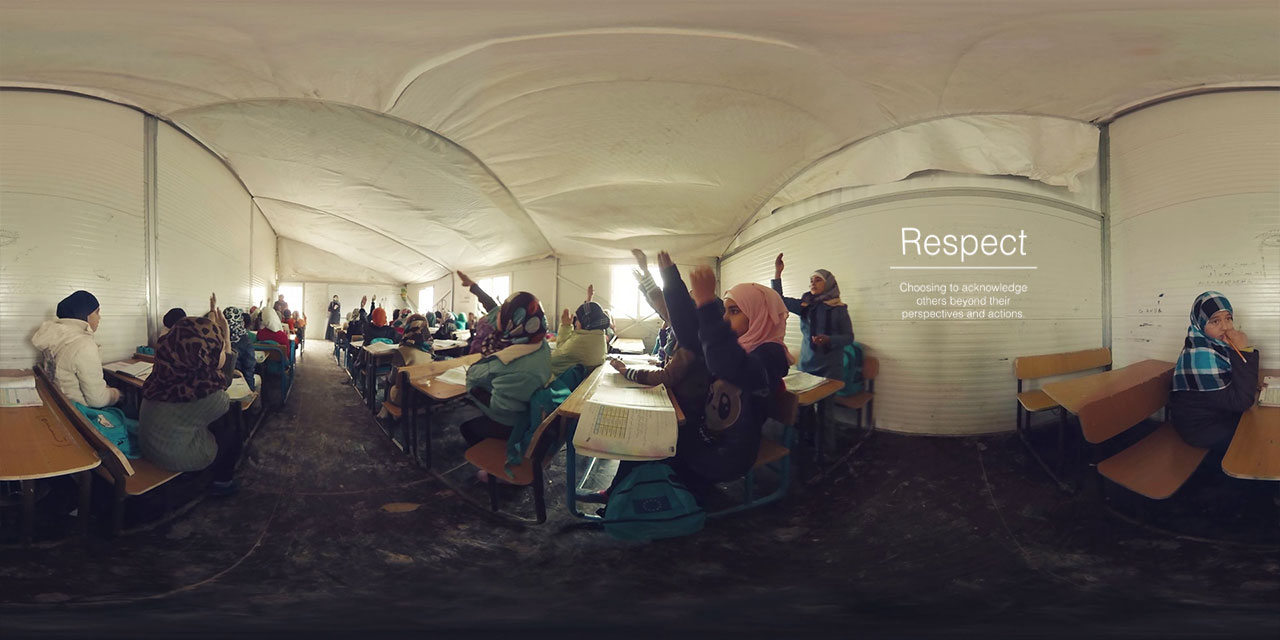 Respect
Choosing to acknowledge
others beyond their
perspectives and actions.